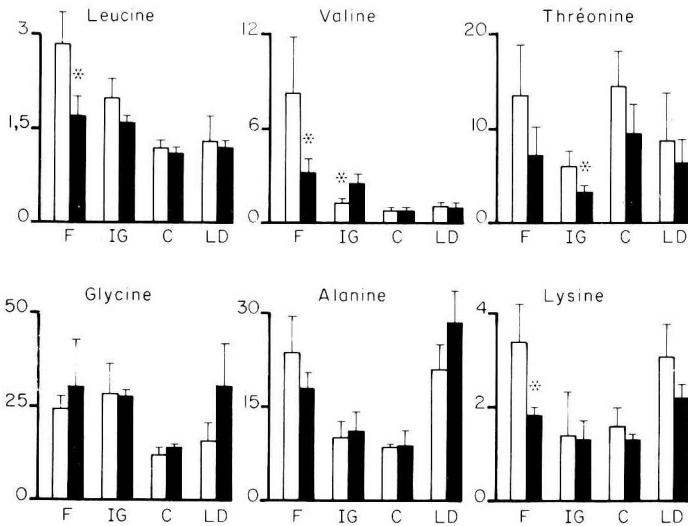 Leucine
3
1,5
0
F IG C LD
Valine
12
6
0
F IG C LD
Thréonine
20
10
0
F IG C LD
Glycine
50
25
0
F IG C LD
Alanine
30
15
0
F IG C LD
Lysine
4
2
0
F IG C LD